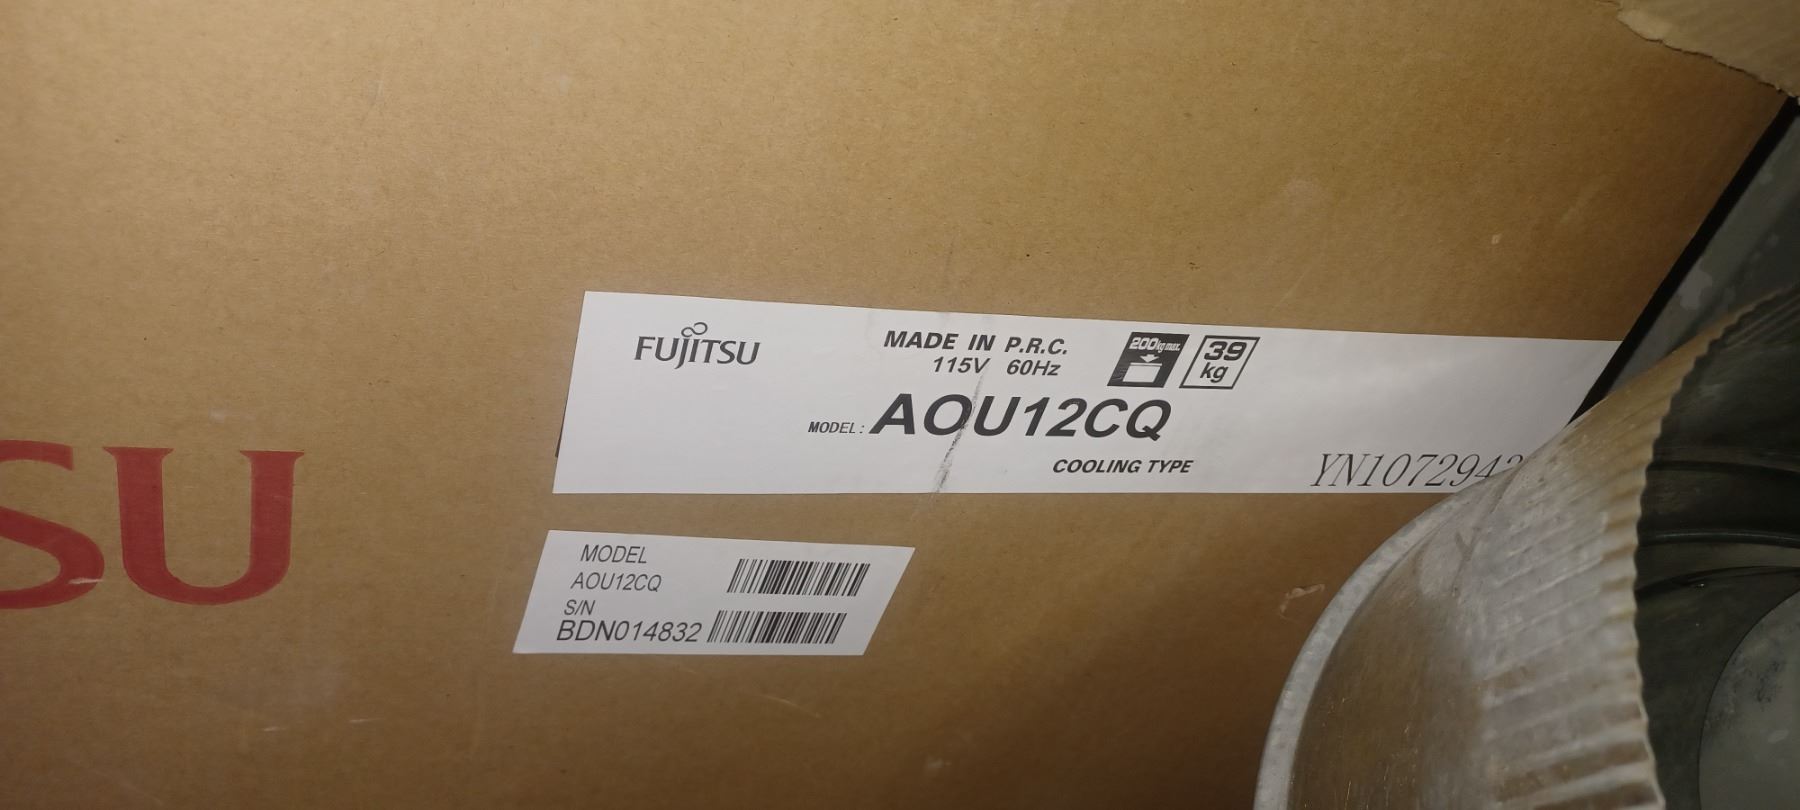 FUJITSU
MADE IN P.R.C.
115V 60Hz
200kg max.
39
kg
MODEL: AOU12CQ
COOLING TYPE
SU
MODEL
AOU12CQ
S/N
BDN014832